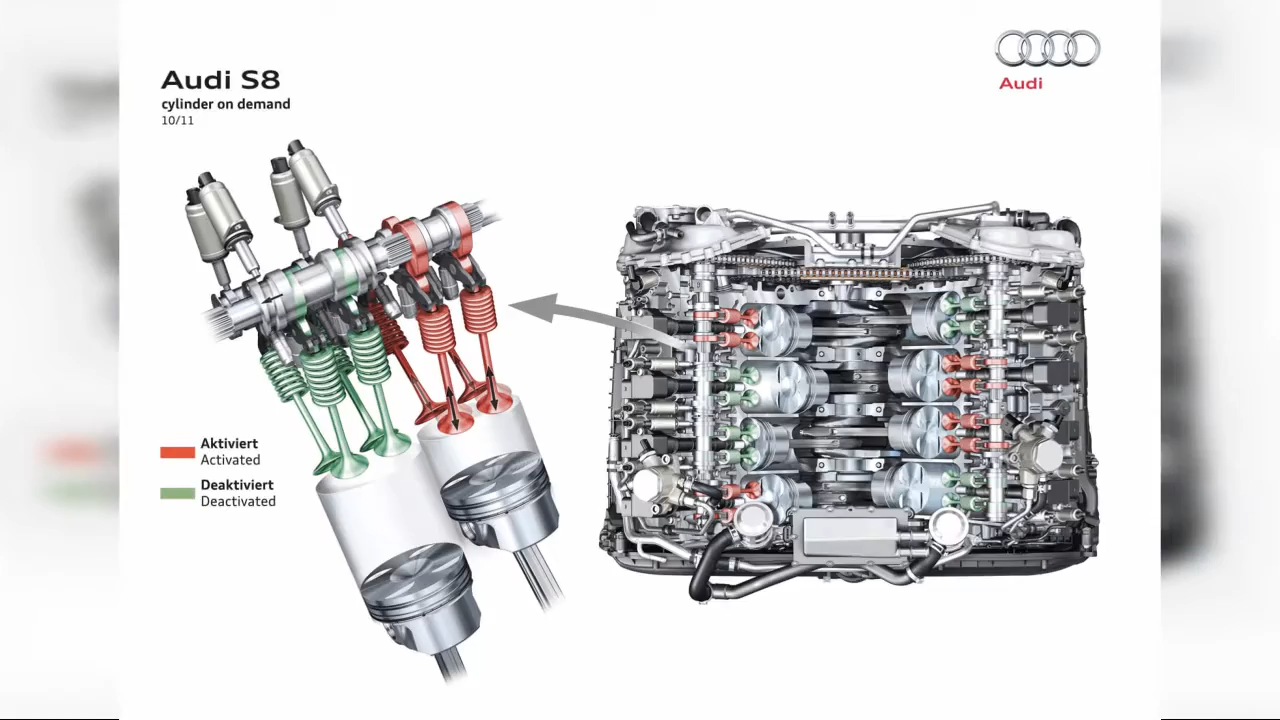 Audi S8
cylinder on demand
10/11
Audi
Aktiviert
Activated
Deaktiviert
Deactivated